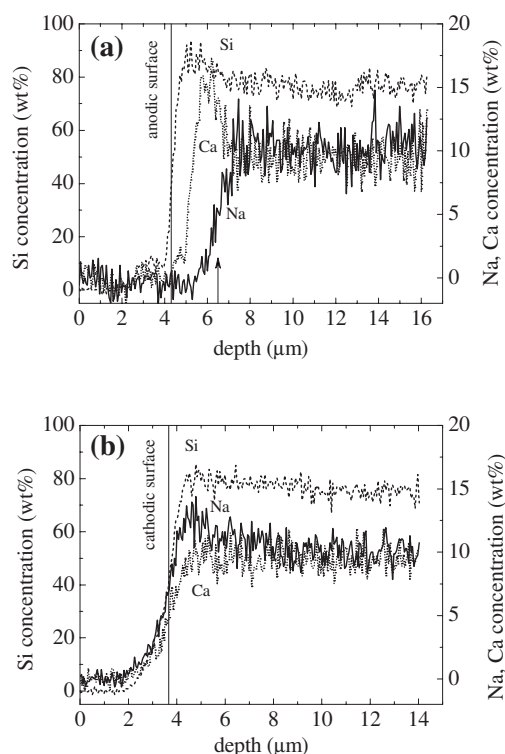 (a)
Si
Ca
Na
anodic surface
Si concentration (wt%)
100
80
60
40
20
0
Na, Ca concentration (wt%)
20
15
10
5
0
0 2 4 6 8 10 12 14 16
depth (μm)
(b)
Si
Na
Ca
cathodic surface
Si concentration (wt%)
100
80
60
40
20
0
Na, Ca concentration (wt%)
20
15
10
5
0
0 2 4 6 8 10 12 14
depth (μm)